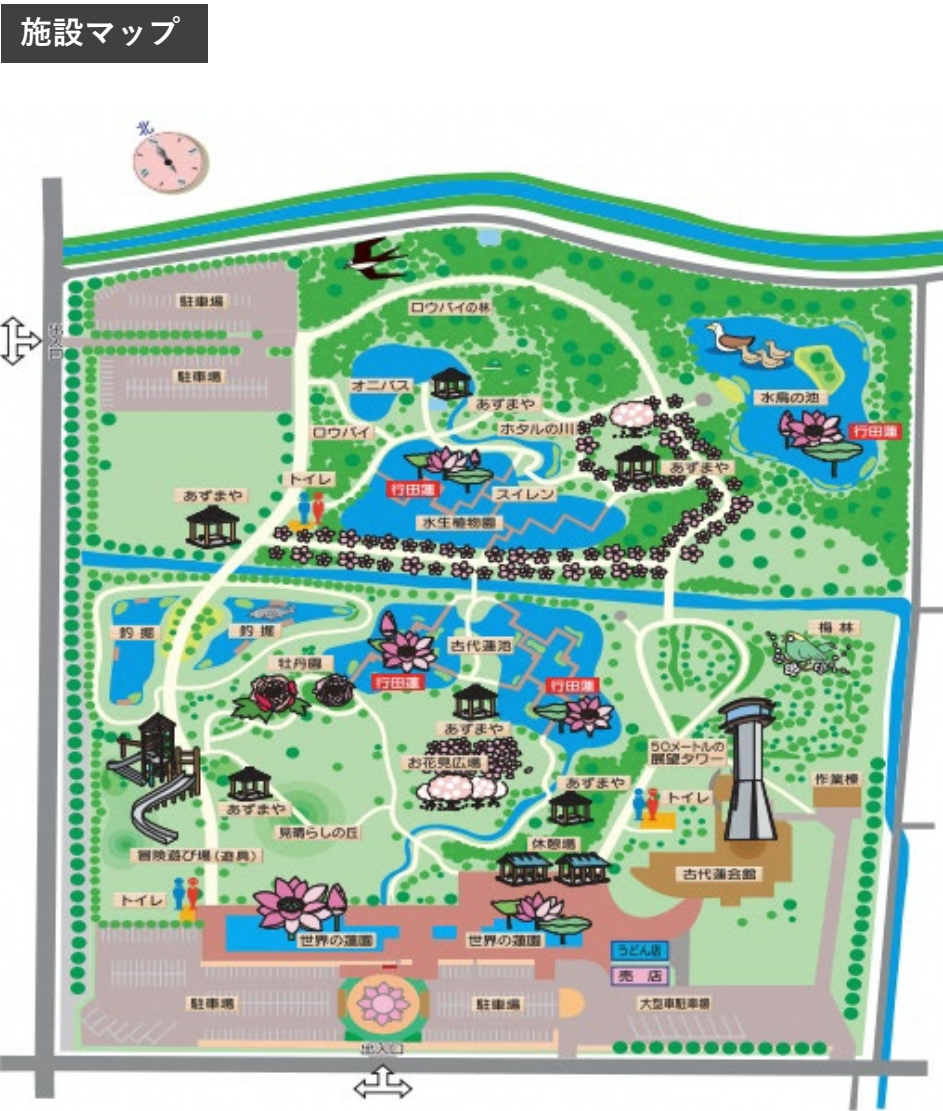 施設マップ
北
駐車場
ロウバイの林
出入口
駐車場
オニバス
水鳥の池
あずまや
ロウバイ
ホタルの川
行田蓮
あずまや
トイレ
行田蓮
スイレン
あずまや
水生植物園
釣堀
釣堀
古代蓮池
梅林
牡丹園
行田蓮
行田蓮
あずまや
50メートルの
展望タワー
お花見広場
あずまや
作業棟
あずまや
トイレ
見晴らしの丘
休憩場
冒険遊び場(遊具)
古代蓮会館
トイレ
世界の蓮園
世界の蓮園
うどん店
売店
駐車場
駐車場
大型車駐車場
出入口